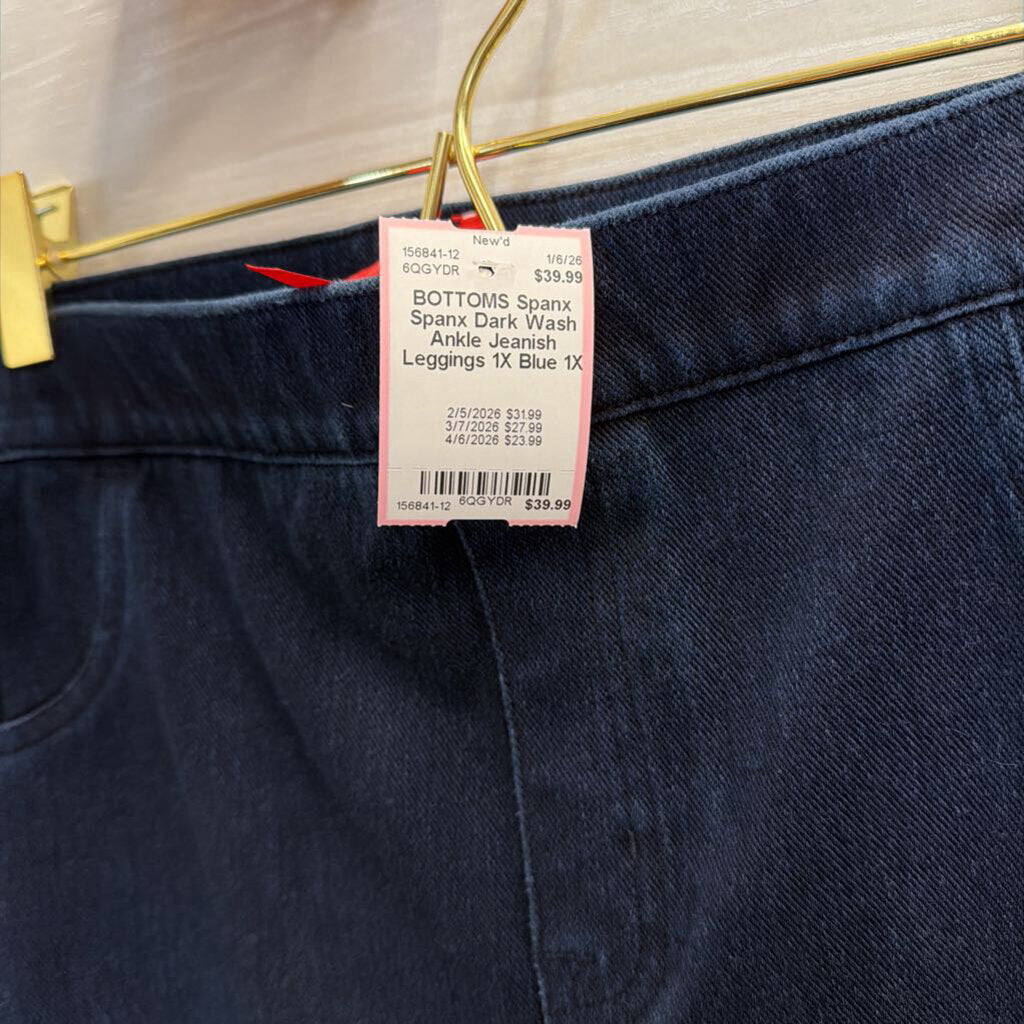 New'd
156841-12 1/6/26
6QGYDR $39.99
BOTTOMS Spanx
Spanx Dark Wash
Ankle Jeanish
Leggings 1X Blue 1X
2/5/2026 $31.99
3/7/2026 $27.99
4/6/2026 $23.99
156841-12 6QGYDR $39.99